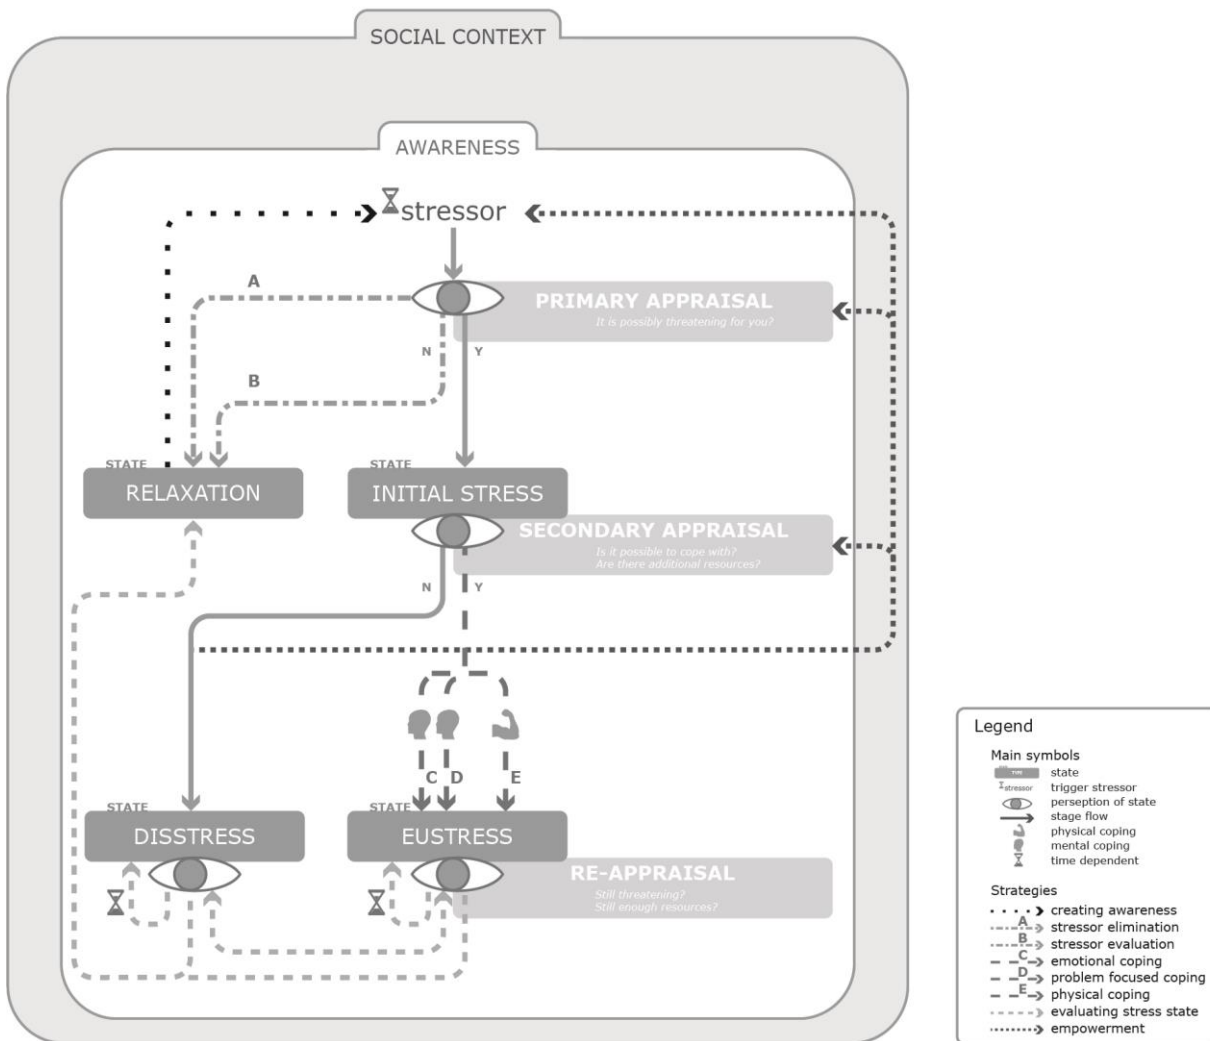 SOCIAL CONTEXT
AWARENESS
stressor
A
PRIMARY APPRAISAL
It is possibly threatening for you?
N
Y
B
STATE
RELAXATION
STATE
INITIAL STRESS
SECONDARY APPRAISAL
Is it possible to cope with?
Are there additional resources?
N
Y
C
D
E
STATE
DISSTRESS
STATE
EUSTRESS
RE-APPRAISAL
Still threatening?
Still enough resources?
Legend
Main symbols
state
stressor
trigger stressor
perseption of state
stage flow
physical coping
mental coping
time dependent
Strategies
creating awareness
A stressor elimination
B stressor evaluation
C emotional coping
D problem focused coping
E physical coping
evaluating stress state
empowerment